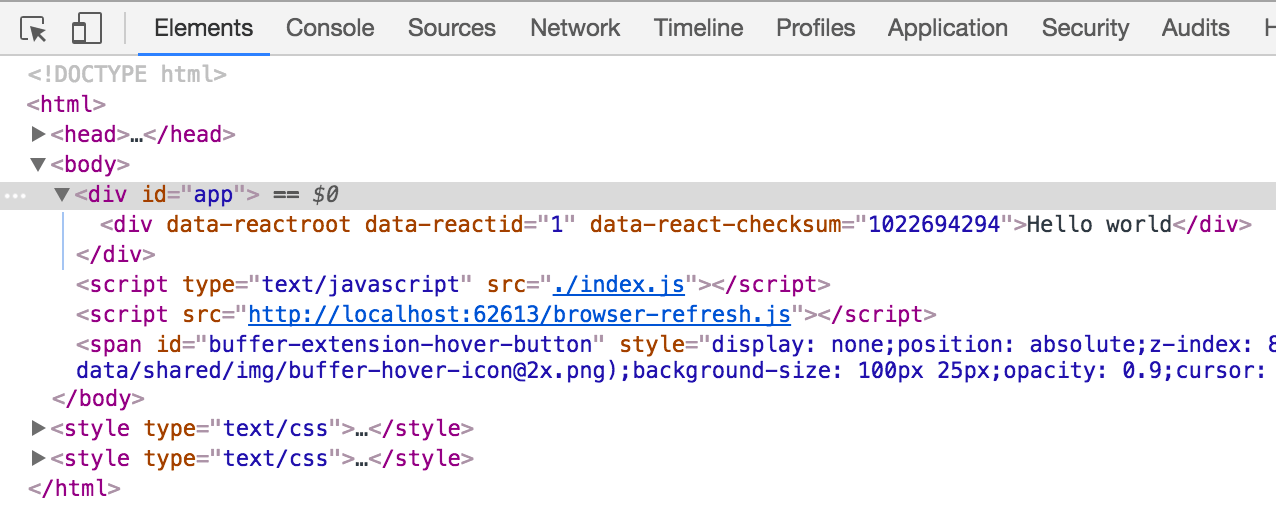 Elements Console Sources Network Timeline Profiles Application Security Audits H
<!DOCTYPE html>
<html>
▶<head>…</head>
▼<body>
… ▼<div id="app"> == $0
<div data-reactroot data-reactid="1" data-react-checksum="1022694294">Hello world</div>
</div>
<script type="text/javascript" src="./index.js"></script>
<script src="http://localhost:62613/browser-refresh.js"></script>
<span id="buffer-extension-hover-button" style="display: none;position: absolute;z-index: 8
data/shared/img/buffer-hover-icon@2x.png);background-size: 100px 25px;opacity: 0.9;cursor:
</body>
▶<style type="text/css">…</style>
▶<style type="text/css">…</style>
</html>